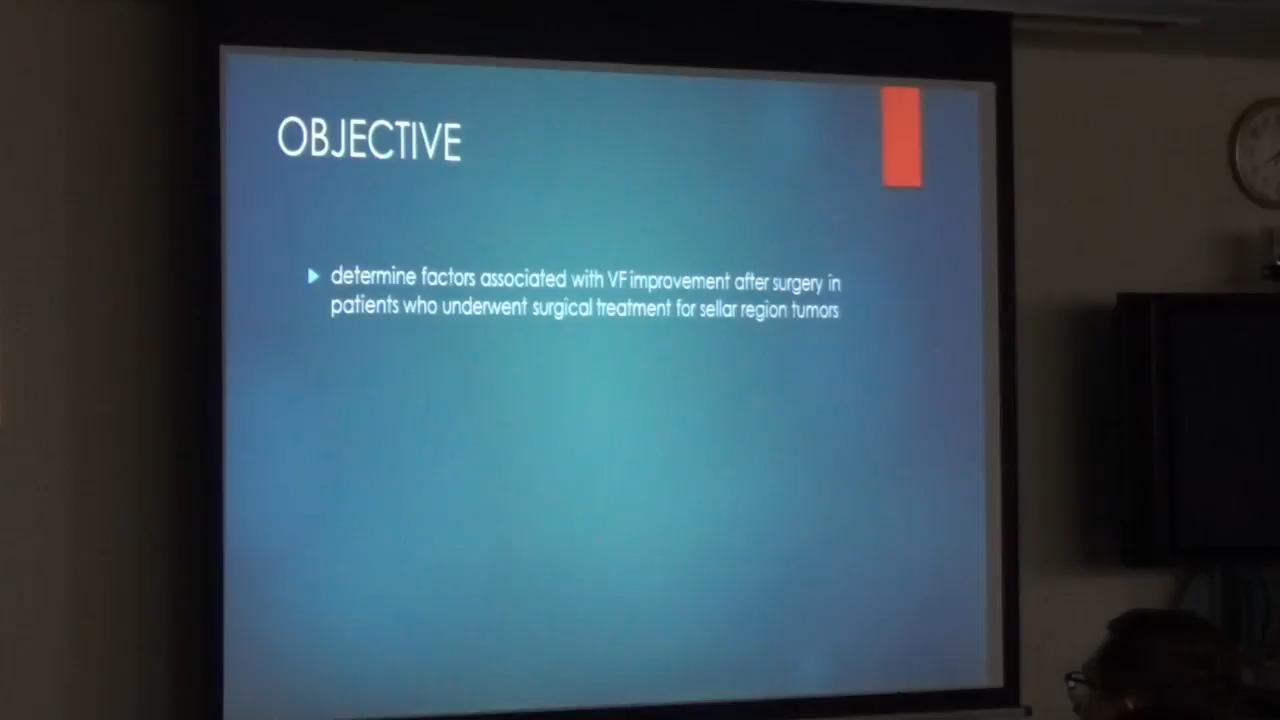 OBJECTIVE
determine factors associated with VF improvement after surgery in
patients who underwent surgical treatment for sellar region tumors